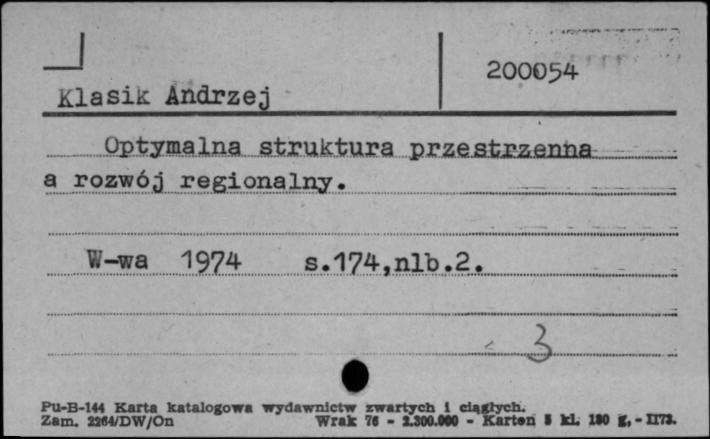 200054
Klasik Andrzej
Optymalna struktura przestrzenna
a rozwój regionalny.
W-wa 1974 s.174,nlb.2.
3
Pu-B-144 Karta katalogowa wydawnictw zwartych i ciągłych.
Zam. 2264/DW/On Wrak 76 - 2.300.000 - Karton 5 kl. 180 g, - II73.